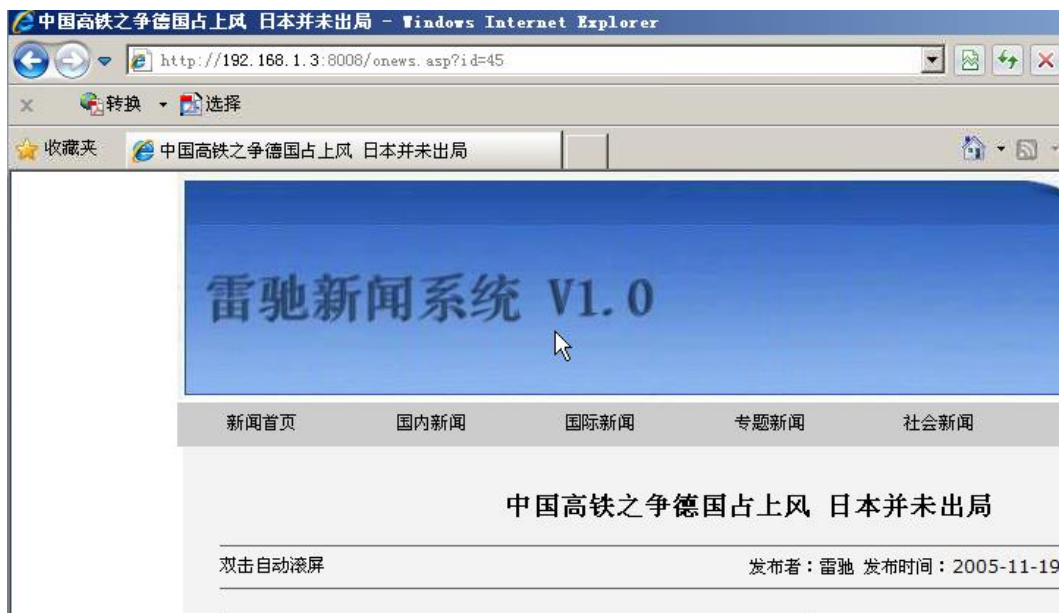 中国高铁之争德国占上风 日本并未出局 - Windows Internet Explorer
http://192.168.1.3:8008/onews.asp?id=45
x 转换 选择
收藏夹 中国高铁之争德国占上风 日本并未出局
雷驰新闻系统 V1.0
新闻首页 国内新闻 国际新闻 专题新闻 社会新闻
中国高铁之争德国占上风 日本并未出局
双击自动滚屏 发布者：雷驰 发布时间：2005-11-19